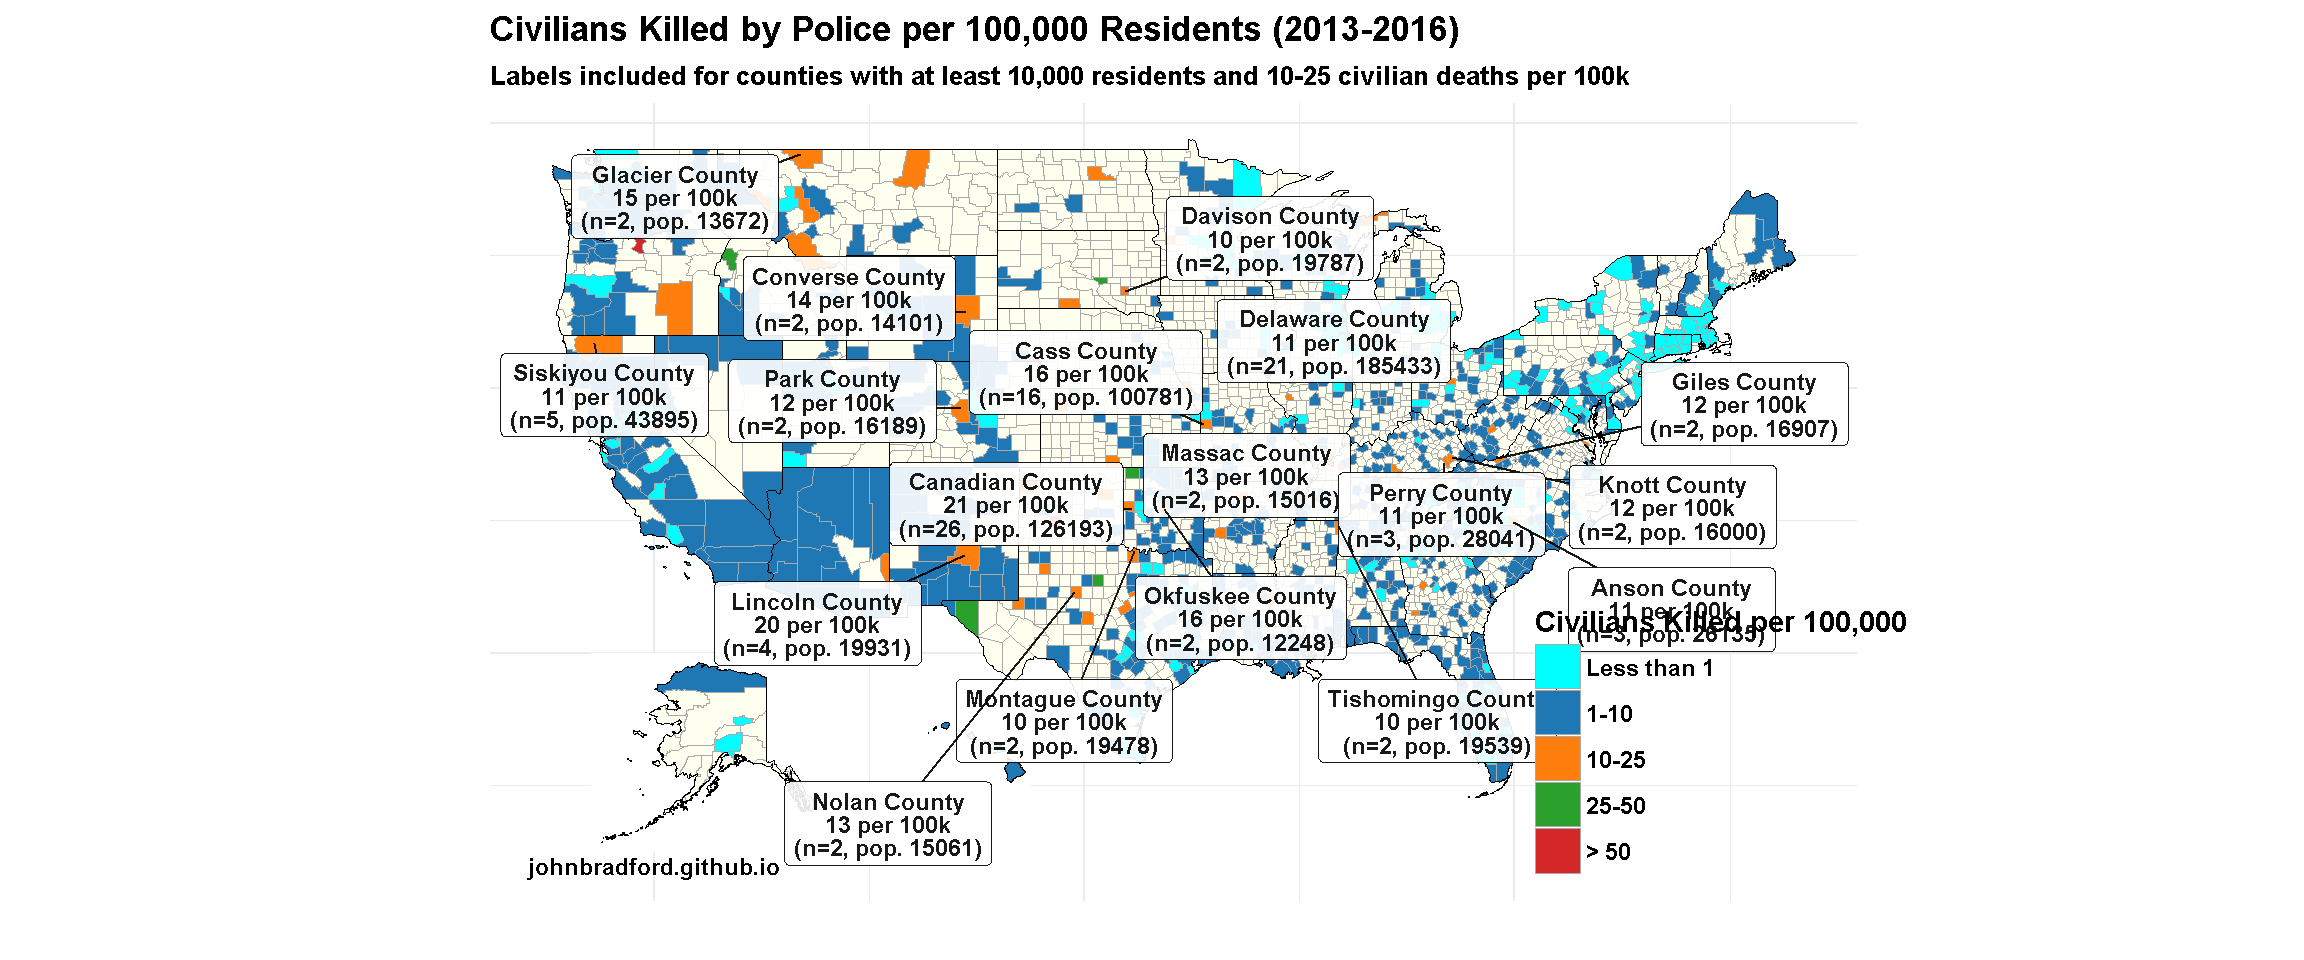 Civilians Killed by Police per 100,000 Residents (2013-2016)
Labels included for counties with at least 10,000 residents and 10-25 civilian deaths per 100k
Glacier County
15 per 100k
(n=2, pop. 13672)
Davison County
10 per 100k
(n=2, pop. 19787)
Converse County
14 per 100k
(n=2, pop. 14101)
Delaware County
11 per 100k
(n=21, pop. 185433)
Cass County
16 per 100k
(n=16, pop. 100781)
Siskiyou County
11 per 100k
(n=5, pop. 43895)
Park County
12 per 100k
(n=2, pop. 16189)
Giles County
12 per 100k
(n=2, pop. 16907)
Massac County
13 per 100k
(n=2, pop. 15016)
Canadian County
21 per 100k
(n=26, pop. 126193)
Perry County
11 per 100k
(n=3, pop. 28041)
Knott County
12 per 100k
(n=2, pop. 16000)
Lincoln County
20 per 100k
(n=4, pop. 19931)
Okfuskee County
16 per 100k
(n=2, pop. 12248)
Anson County
11 per 100k
(n=3, pop. 26135)
Montague County
10 per 100k
(n=2, pop. 19478)
Tishomingo Count
10 per 100k
(n=2, pop. 19539)
Nolan County
13 per 100k
(n=2, pop. 15061)
Civilians Killed per 100,000
Less than 1
1-10
10-25
25-50
> 50
johnbradford.github.io